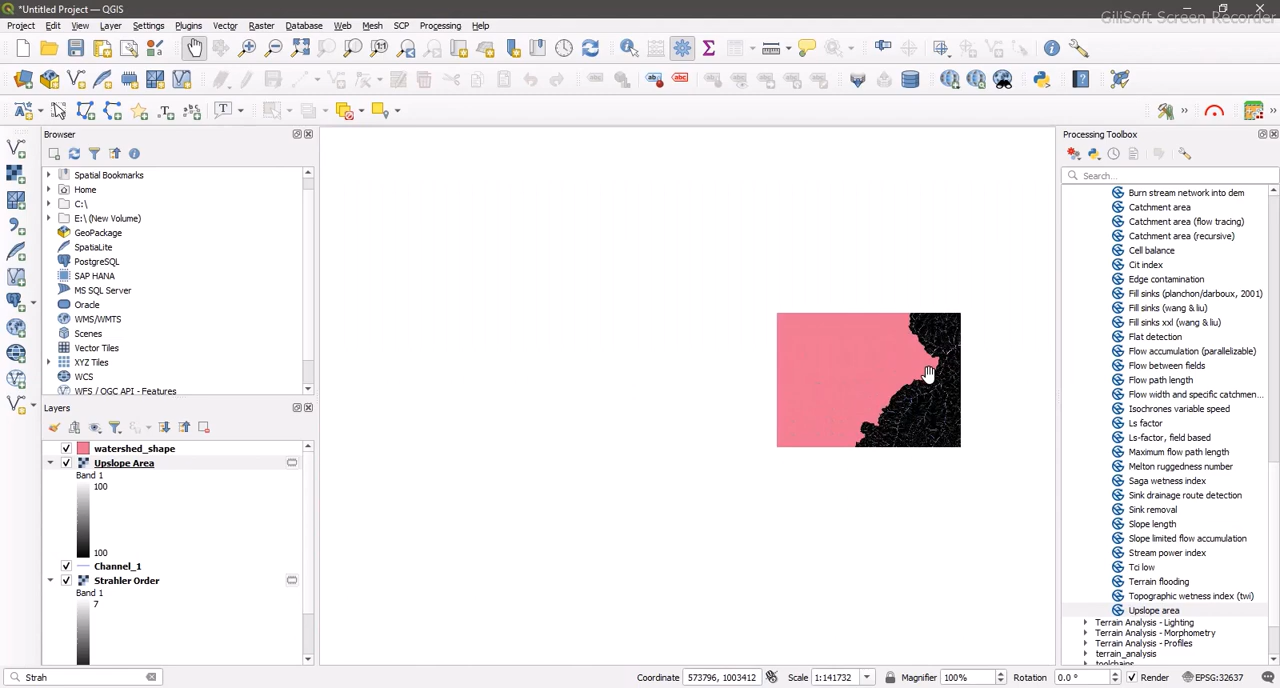 *Untitled Project — QGIS
GiliSoft Screen Recorder
Project Edit View Layer Settings Plugins Vector Raster Database Web Mesh SCP Processing Help
Browser
Spatial Bookmarks
Home
C:\
E:\ (New Volume)
GeoPackage
SpatiaLite
PostgreSQL
SAP HANA
MS SQL Server
Oracle
WMS/WMTS
Scenes
Vector Tiles
XYZ Tiles
WCS
WFS / OGC API - Features
Layers
watershed_shape
Upslope Area
Band 1
100
100
Channel_1
Strahler Order
Band 1
7
Processing Toolbox
Search...
Burn stream network into dem
Catchment area
Catchment area (flow tracing)
Catchment area (recursive)
Cell balance
Cit index
Edge contamination
Fill sinks (planchon/darboux, 2001)
Fill sinks (wang & liu)
Fill sinks xxl (wang & liu)
Flat detection
Flow accumulation (parallelizable)
Flow between fields
Flow path length
Flow width and specific catchmen...
Isochrones variable speed
Ls factor
Ls-factor, field based
Maximum flow path length
Melton ruggedness number
Saga wetness index
Sink drainage route detection
Sink removal
Slope length
Slope limited flow accumulation
Stream power index
Tci low
Terrain flooding
Topographic wetness index (twi)
Upslope area
Terrain Analysis - Lighting
Terrain Analysis - Morphometry
Terrain Analysis - Profiles
terrain_analysis
toolchains
Strah
Coordinate 573796, 1003412 Scale 1:141732 Magnifier 100% Rotation 0.0 ° Render EPSG:32637